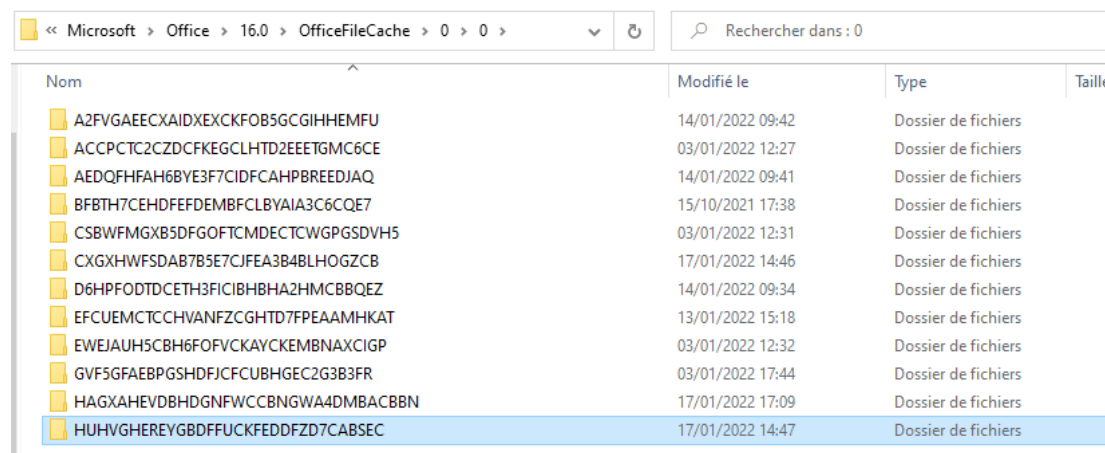 « Microsoft > Office > 16.0 > OfficeFileCache > 0 > 0 > Rechercher dans : 0
Nom Modifié le Type Taille
A2FVGAEECXAIDXEXCKFOB5GCGIHHEMFU 14/01/2022 09:42 Dossier de fichiers
ACCPCTC2CZDCFKEGCLHTD2EEETGMC6CE 03/01/2022 12:27 Dossier de fichiers
AEDQFHFAH6BYE3F7CIDFCAHPBREEDJAQ 14/01/2022 09:41 Dossier de fichiers
BFBTH7CEHDFEFDEMBFCLBYAIA3C6CQE7 15/10/2021 17:38 Dossier de fichiers
CSBWFMGXB5DFGOFTCMDECTCWGPGSDVH5 03/01/2022 12:31 Dossier de fichiers
CXGXHWFSDAB7B5E7CJFEA3B4BLHOGZCB 17/01/2022 14:46 Dossier de fichiers
D6HPFODTDCETH3FICIBHBHA2HMCBBQEZ 14/01/2022 09:34 Dossier de fichiers
EFCUEMCTCCHVANFZCGHTD7FPEAAMHKAT 13/01/2022 15:18 Dossier de fichiers
EWEJAUH5CBH6FOFVCKAYCKEMBNAXCIGP 03/01/2022 12:32 Dossier de fichiers
GVF5GFAEBPGSHDFJCFCUBHGEC2G3B3FR 03/01/2022 17:44 Dossier de fichiers
HAGXAHEVDBHDGNFWCCBNGWA4DMBACBBN 17/01/2022 17:09 Dossier de fichiers
HUHVGHEREYGBDFFUCKFEDDFZD7CABSEC 17/01/2022 14:47 Dossier de fichiers